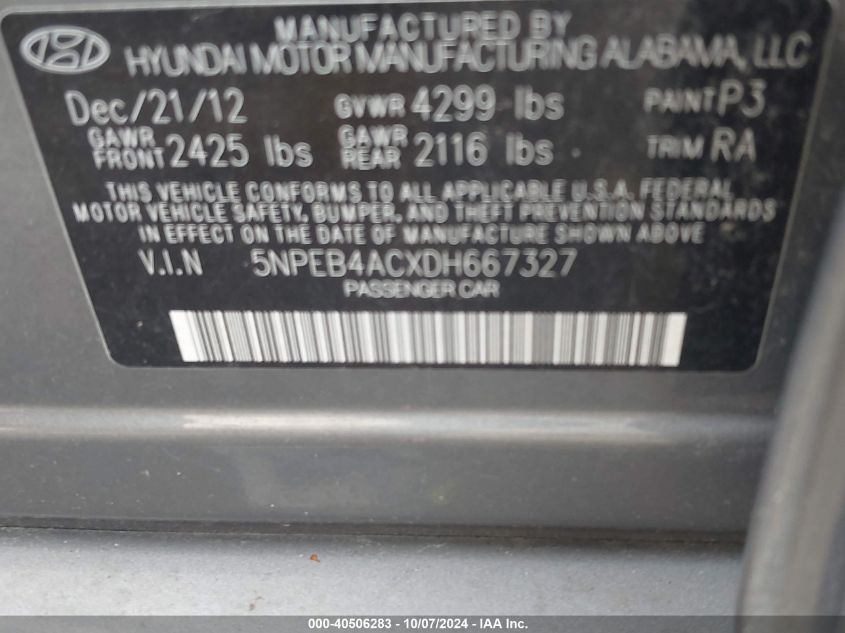 MANUFACTURED BY
HYUNDAI MOTOR MANUFACTURING ALABAMA, LLC
Dec/21/12 GVWR 4299 lbs PAINT P3
GAWR FRONT 2425 lbs GAWR REAR 2116 lbs TRIM RA
THIS VEHICLE CONFORMS TO ALL APPLICABLE U.S.A. FEDERAL
MOTOR VEHICLE SAFETY, BUMPER, AND THEFT PREVENTION STANDARDS
IN EFFECT ON THE DATE OF MANUFACTURE SHOWN ABOVE.
V.I.N 5NPEB4ACXDH667327
PASSENGER CAR
000-40506283 - 10/07/2024 - IAA Inc.